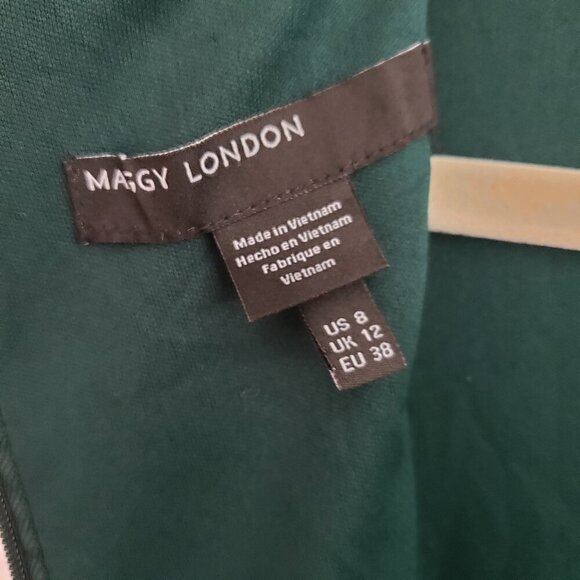 MAGGY LONDON
Made in Vietnam
Hecho en Vietnam
Fabrique en
Vietnam
US 8
UK 12
EU 38